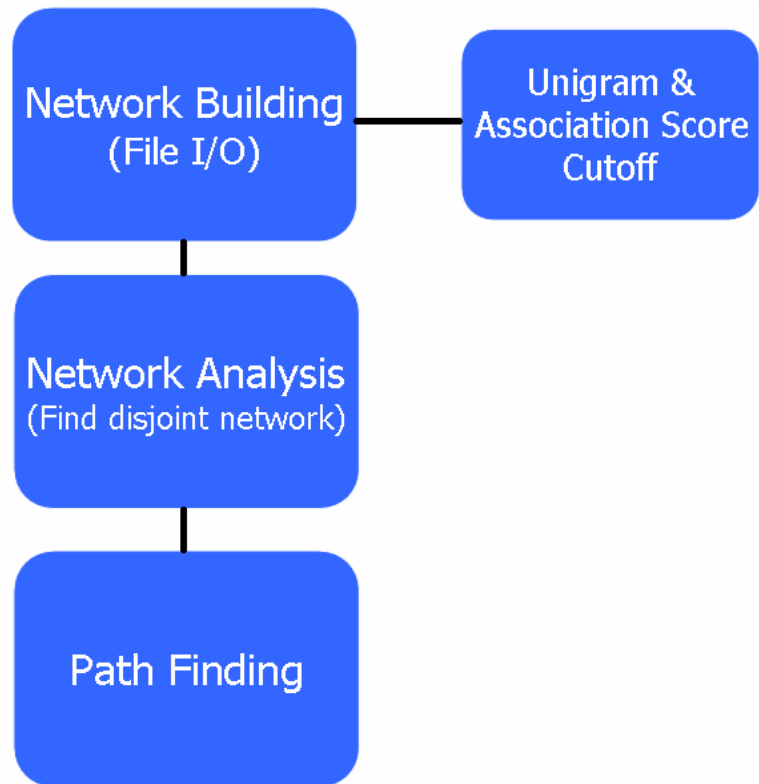 Network Building
(File I/O)
Unigram &
Association Score
Cutoff
Network Analysis
(Find disjoint network)
Path Finding